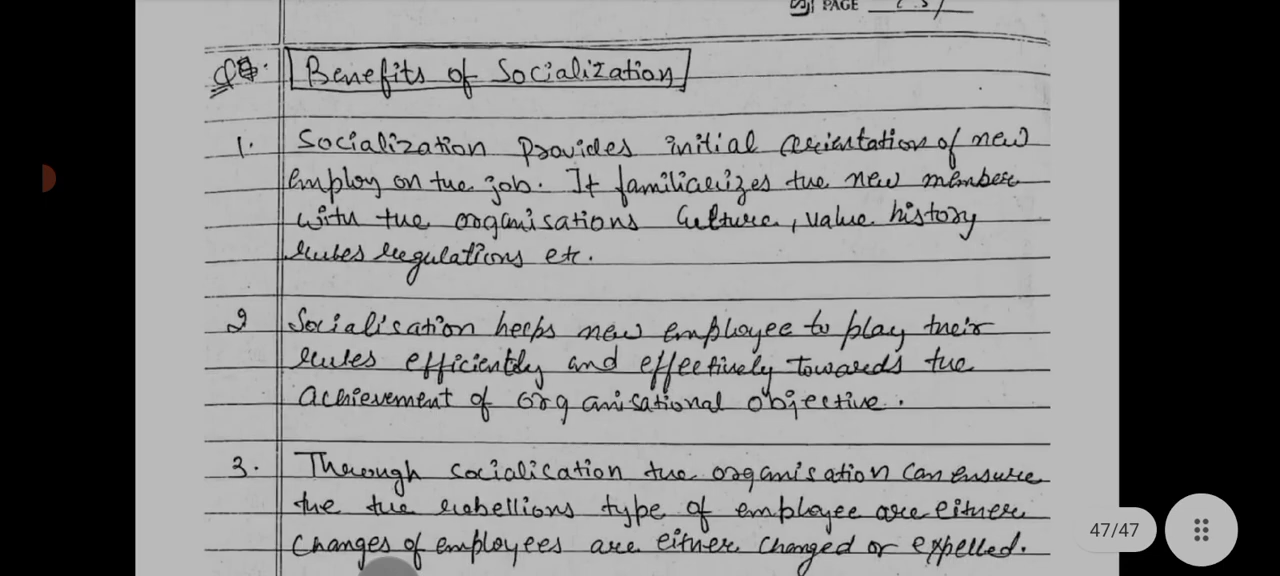 PAGE
Benefits of Socialization
1. Socialization provides initial orientation of new
employ on the job. It familiarizes the new member
with the organisations Culture, value history
rules regulations etc.
2 Socialisation helps new employee to play their
rules efficiently and effectively towards the
achievement of organisational objective.
3. Through socialisation the organisation can ensure
the the rebellions type of employee are either
changes of employees are either changed or expelled.
47/47